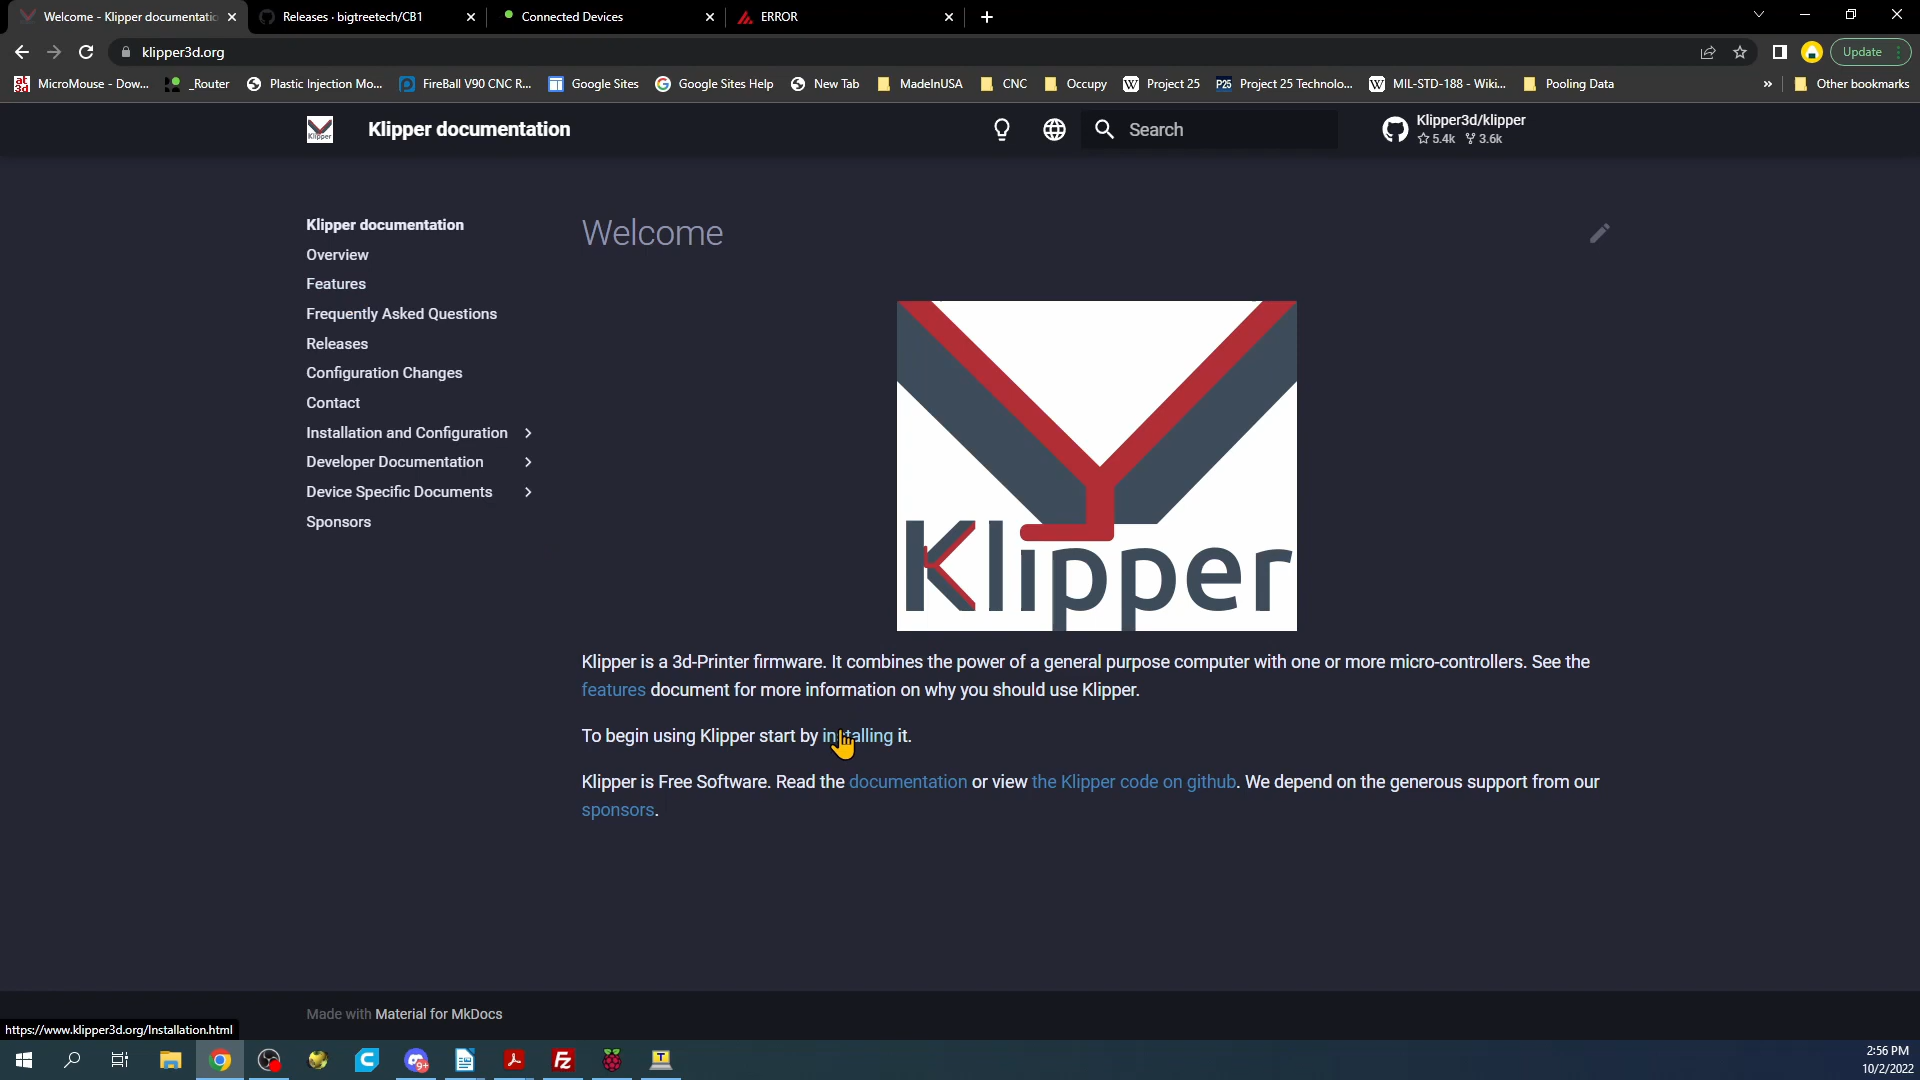 Welcome - Klipper documentatio
Releases · bigtreetech/CB1
Connected Devices
ERROR
klipper3d.org
Update
MicroMouse - Dow...
_Router
Plastic Injection Mo...
FireBall V90 CNC R...
Google Sites
Google Sites Help
New Tab
MadeInUSA
CNC
Occupy
Project 25
P25
Project 25 Technolo...
MIL-STD-188 - Wiki...
Pooling Data
»
Other bookmarks
Klipper
Klipper documentation
Search
Klipper3d/klipper
5.4k 3.6k
Klipper documentation
Overview
Features
Frequently Asked Questions
Releases
Configuration Changes
Contact
Installation and Configuration
Developer Documentation
Device Specific Documents
Sponsors
Welcome
Klipper
Klipper is a 3d-Printer firmware. It combines the power of a general purpose computer with one or more micro-controllers. See the
features document for more information on why you should use Klipper.
To begin using Klipper start by installing it.
Klipper is Free Software. Read the documentation or view the Klipper code on github. We depend on the generous support from our
sponsors.
Made with Material for MkDocs
https://www.klipper3d.org/Installation.html
9+
Fz
T
2:56 PM
10/2/2022